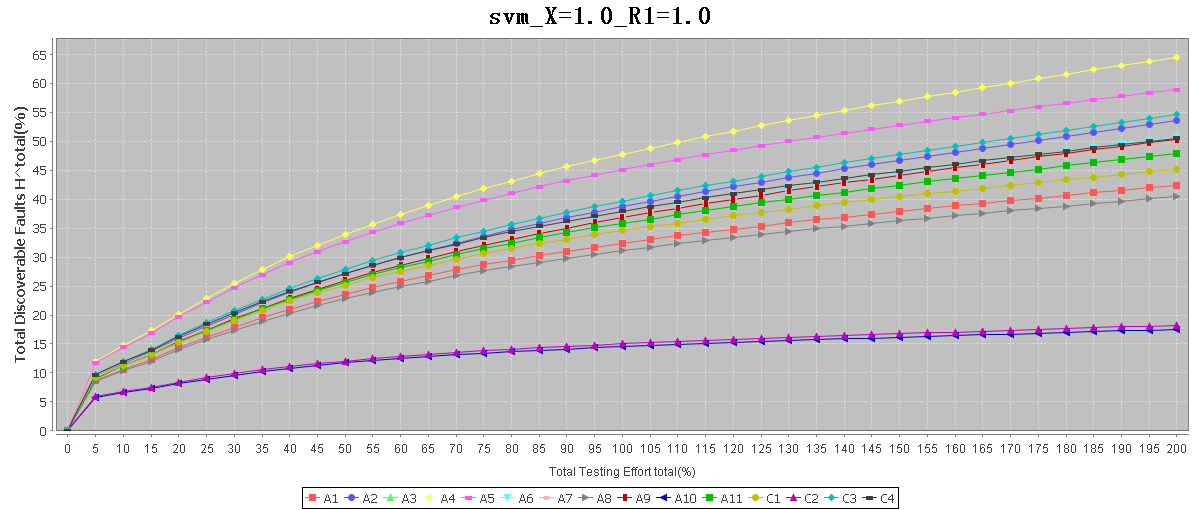 svm_X=1.0_R1=1.0
Total Discoverable Faults H^total(%)
65
60
55
50
45
40
35
30
25
20
15
10
5
0
0 5 10 15 20 25 30 35 40 45 50 55 60 65 70 75 80 85 90 95 100 105 110 115 120 125 130 135 140 145 150 155 160 165 170 175 180 185 190 195 200
Total Testing Effort total(%)
A1 A2 A3 A4 A5 A6 A7 A8 A9 A10 A11 C1 C2 C3 C4